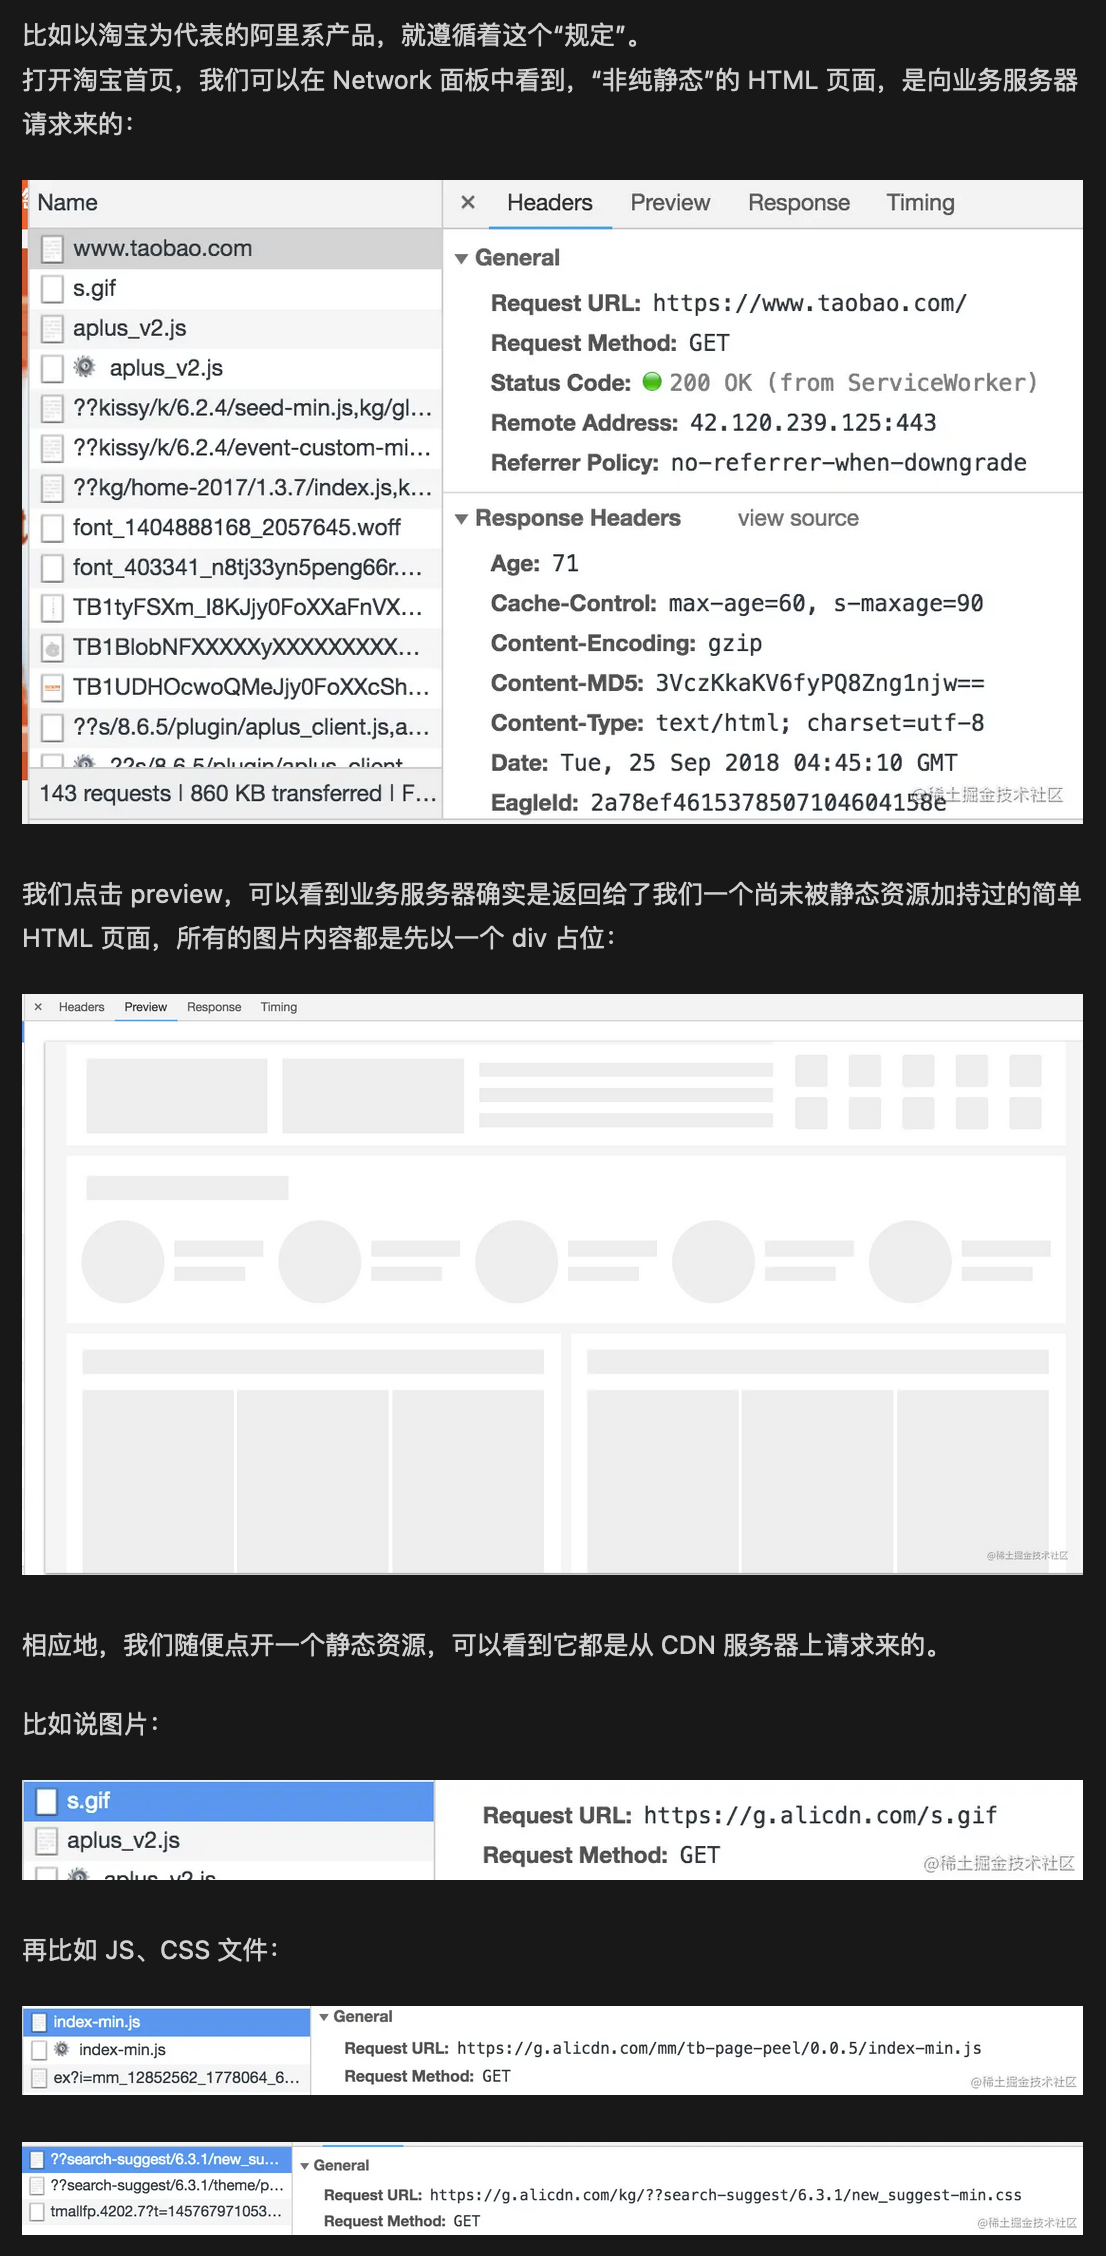 比如以淘宝为代表的阿里系产品，就遵循着这个“规定”。
打开淘宝首页，我们可以在 Network 面板中看到，“非纯静态”的 HTML 页面，是向业务服务器
请求来的：
Name
www.taobao.com
s.gif
aplus_v2.js
aplus_v2.js
??kissy/k/6.2.4/seed-min.js,kg/gl...
??kissy/k/6.2.4/event-custom-mi...
??kg/home-2017/1.3.7/index.js,k...
font_1404888168_2057645.woff
font_403341_n8tj33yn5peng66r....
TB1tyFSXm_I8KJjy0FoXXaFnVX...
TB1BlobNFXXXXXyXXXXXXXXX...
TB1UDHOcwoQMeJjy0FoXXcSh...
??s/8.6.5/plugin/aplus_client.js,a...
??s/8.6.5/plugin/aplus_client
143 requests | 860 KB transferred | F...
× Headers Preview Response Timing
General
Request URL: https://www.taobao.com/
Request Method: GET
Status Code: 200 OK (from ServiceWorker)
Remote Address: 42.120.239.125:443
Referrer Policy: no-referrer-when-downgrade
Response Headers view source
Age: 71
Cache-Control: max-age=60, s-maxage=90
Content-Encoding: gzip
Content-MD5: 3VczKkaKV6fyPQ8Zng1njw==
Content-Type: text/html; charset=utf-8
Date: Tue, 25 Sep 2018 04:45:10 GMT
EagleId: 2a78ef4615378507104604158e
@稀土掘金技术社区
我们点击 preview，可以看到业务服务器确实是返回给了我们一个尚未被静态资源加持过的简单
HTML 页面，所有的图片内容都是先以一个 div 占位：
× Headers Preview Response Timing
@稀土掘金技术社区
相应地，我们随便点开一个静态资源，可以看到它都是从 CDN 服务器上请求来的。
比如说图片：
s.gif
aplus_v2.js
aplus_v2.js
Request URL: https://g.alicdn.com/s.gif
Request Method: GET
@稀土掘金技术社区
再比如 JS、CSS 文件：
index-min.js
index-min.js
ex?i=mm_12852562_1778064_6...
General
Request URL: https://g.alicdn.com/mm/tb-page-peel/0.0.5/index-min.js
Request Method: GET
@稀土掘金技术社区
??search-suggest/6.3.1/new_su...
??search-suggest/6.3.1/theme/p...
tmallfp.4202.7?t=145767971053...
General
Request URL: https://g.alicdn.com/kg/??search-suggest/6.3.1/new_suggest-min.css
Request Method: GET
@稀土掘金技术社区